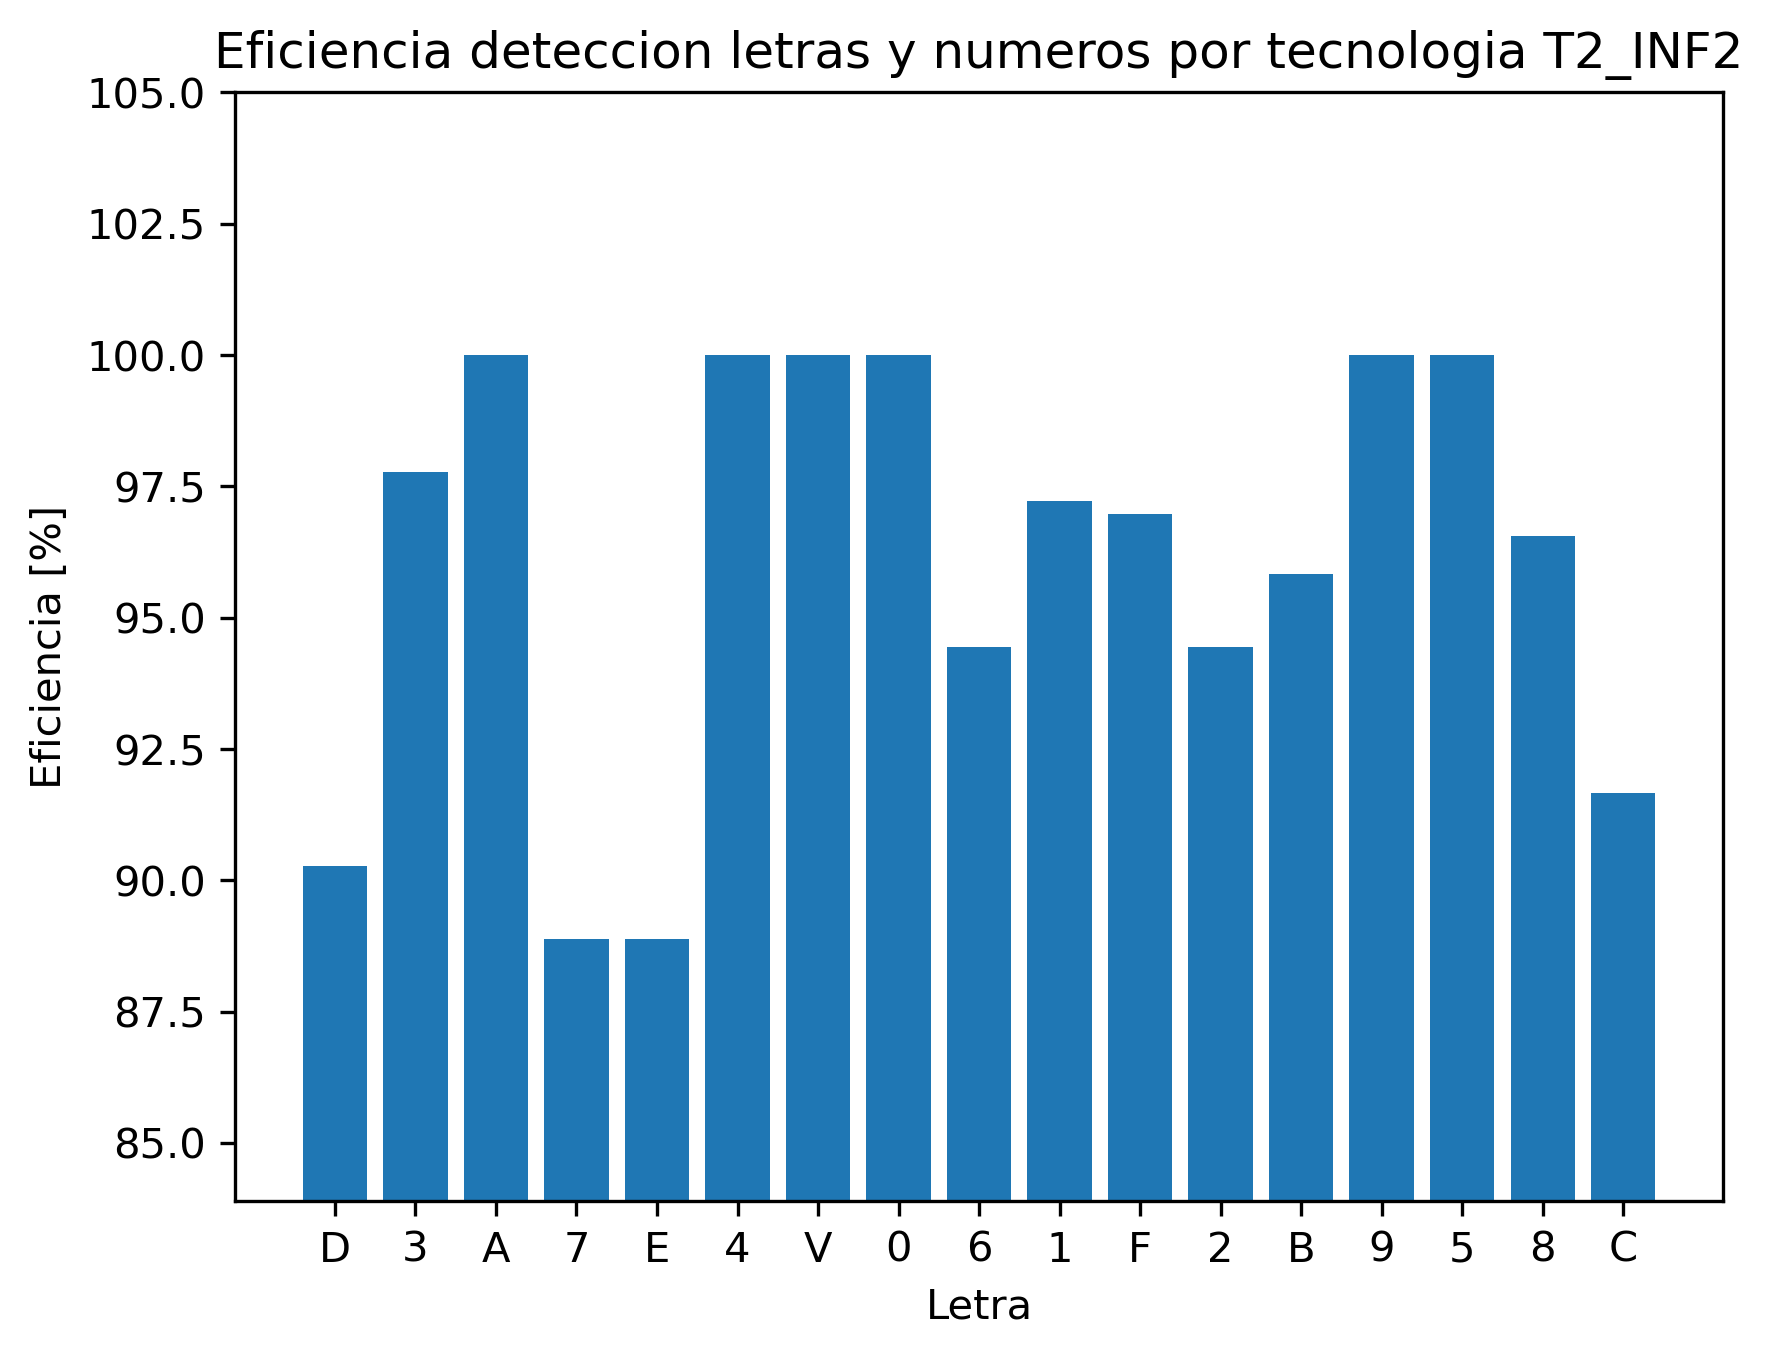 Eficiencia deteccion letras y numeros por tecnologia T2_INF2
105.0
102.5
100.0
97.5
95.0
92.5
90.0
87.5
85.0
Eficiencia [%]
D 3 A 7 E 4 V 0 6 1 F 2 B 9 5 8 C
Letra